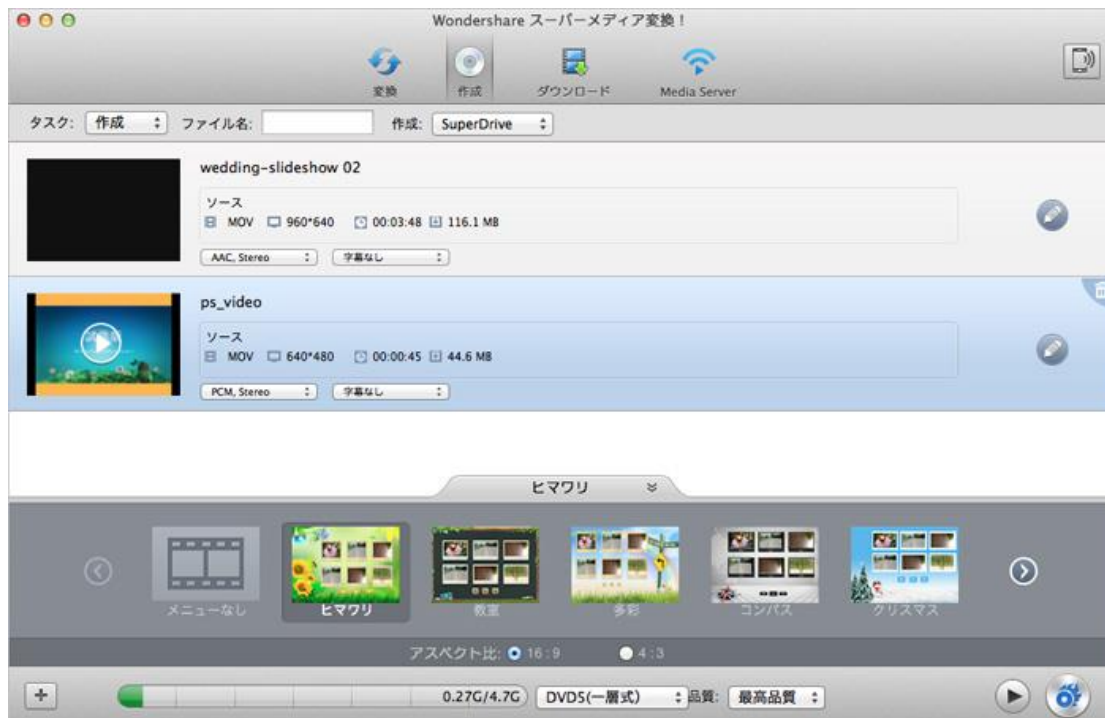 Wondershare スーパーメディア変換！
変換 作成 ダウンロード Media Server
タスク: 作成 ファイル名: 作成: SuperDrive
wedding-slideshow 02
ソース
MOV 960*640 00:03:48 116.1 MB
AAC, Stereo 字幕なし
ps_video
ソース
MOV 640*480 00:00:45 44.6 MB
PCM, Stereo 字幕なし
ヒマワリ
メニューなし ヒマワリ 教室 多彩 コンパス クリスマス
アスペクト比: 16:9 4:3
0.27G/4.7G DVD5(一層式) 品質: 最高品質